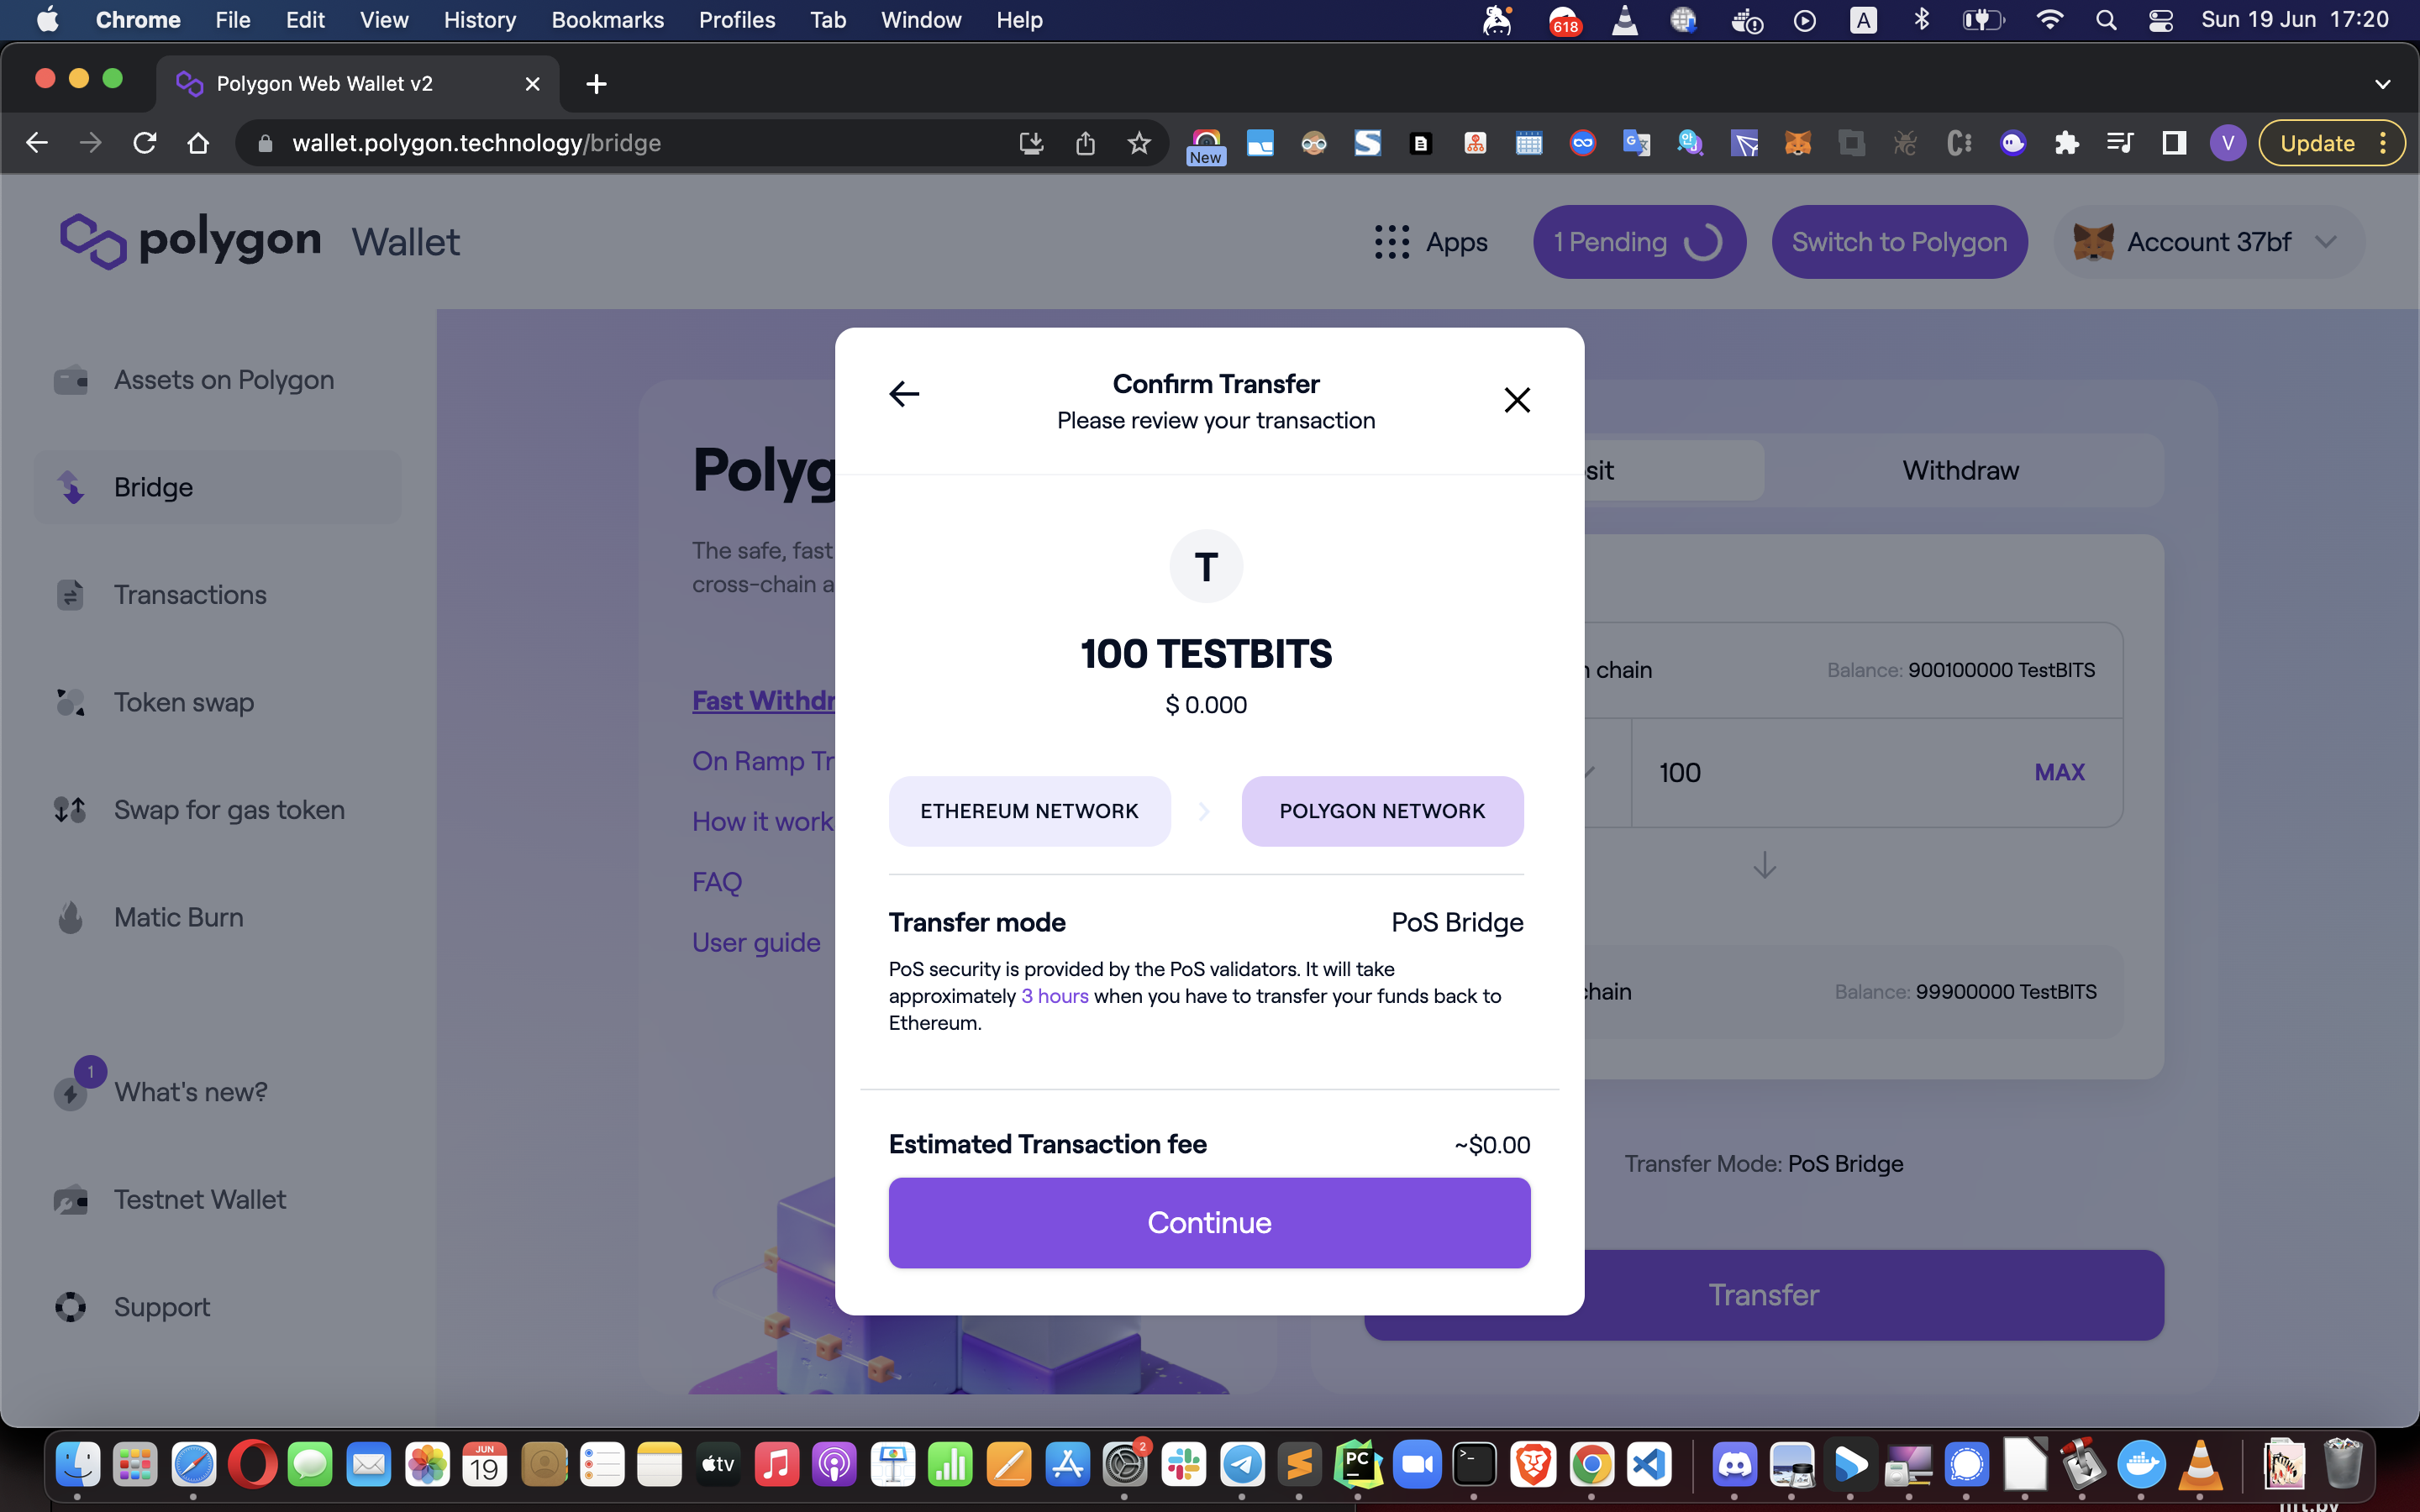 Chrome File Edit View History Bookmarks Profiles Tab Window Help
618
A
Sun 19 Jun 17:20
Polygon Web Wallet v2
wallet.polygon.technology/bridge
New
V
Update
polygon Wallet
Apps
1 Pending
Switch to Polygon
Account 37bf
Assets on Polygon
Bridge
Transactions
Token swap
Swap for gas token
Matic Burn
1
What's new?
Testnet Wallet
Support
Polyg
The safe, fast
cross-chain a
Fast Withdr
On Ramp Tr
How it work
FAQ
User guide
Confirm Transfer
Please review your transaction
T
100 TESTBITS
$ 0.000
ETHEREUM NETWORK
POLYGON NETWORK
Transfer mode
PoS Bridge
PoS security is provided by the PoS validators. It will take
approximately 3 hours when you have to transfer your funds back to
Ethereum.
Estimated Transaction fee
~$0.00
Continue
sit
Withdraw
chain
Balance: 900100000 TestBITS
100
MAX
chain
Balance: 99900000 TestBITS
Transfer Mode: PoS Bridge
Transfer
JUN
19
tv
2
PC